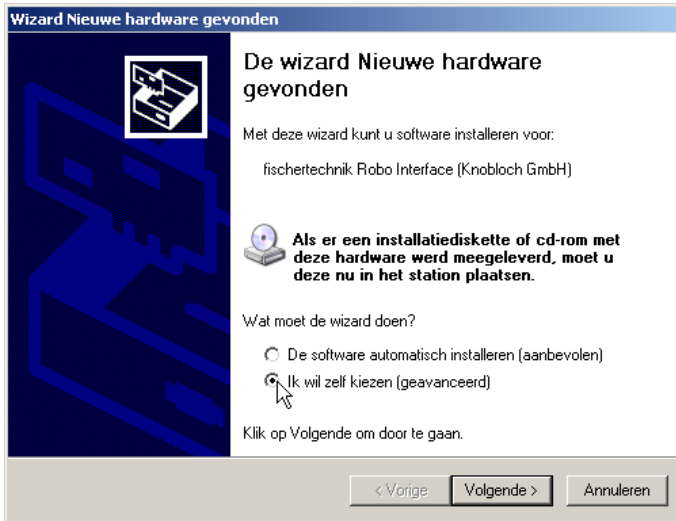 Wizard Nieuwe hardware gevonden
De wizard Nieuwe hardware
gevonden
Met deze wizard kunt u software installeren voor:
fischertechnik Robo Interface (Knobloch GmbH)
Als er een installatiediskette of cd-rom met
deze hardware werd meegeleverd, moet u
deze nu in het station plaatsen.
Wat moet de wizard doen?
De software automatisch installeren (aanbevolen)
Ik wil zelf kiezen (geavanceerd)
Klik op Volgende om door te gaan.
< Vorige Volgende > Annuleren